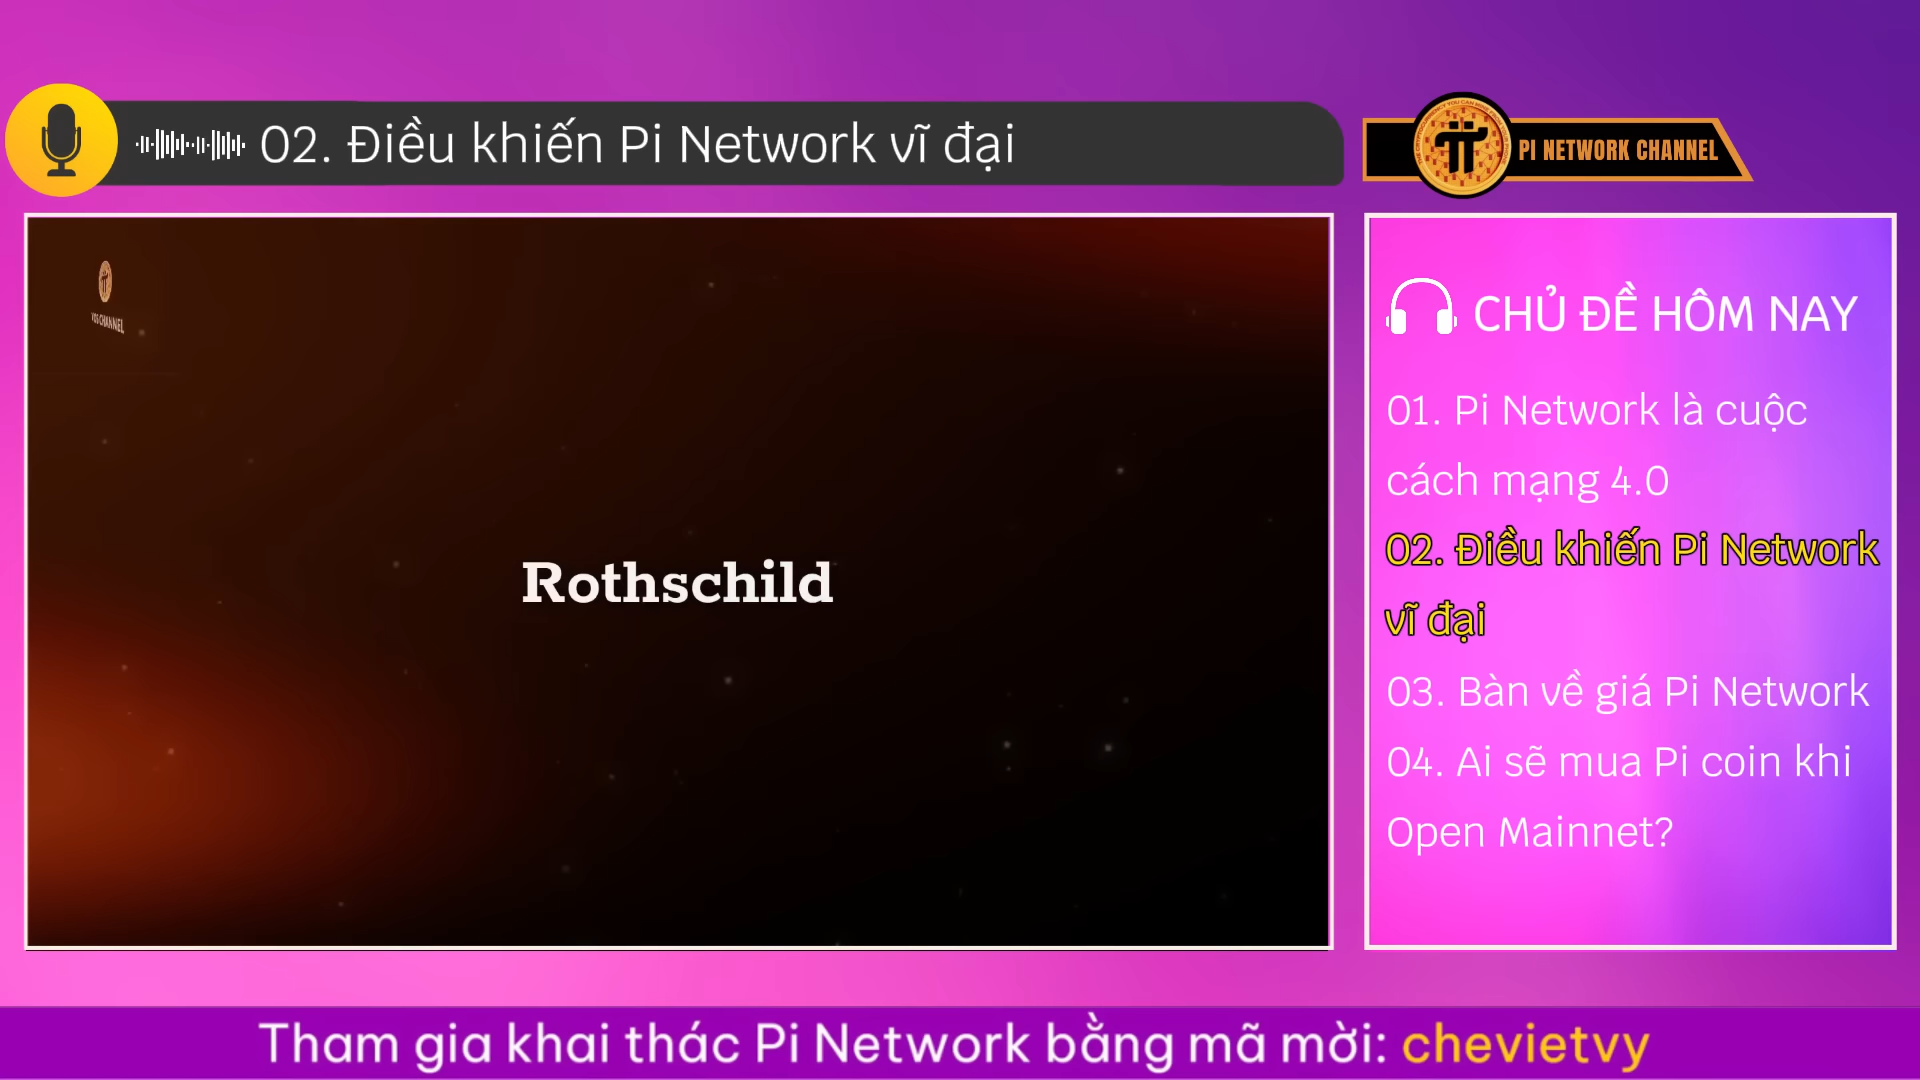 02. Điều khiến Pi Network vĩ đại
PI NETWORK CHANNEL
Rothschild
CHỦ ĐỀ HÔM NAY
01. Pi Network là cuộc
cách mạng 4.0
02. Điều khiến Pi Network
vĩ đại
03. Bàn về giá Pi Network
04. Ai sẽ mua Pi coin khi
Open Mainnet?
Tham gia khai thác Pi Network bằng mã mời: chevietvy